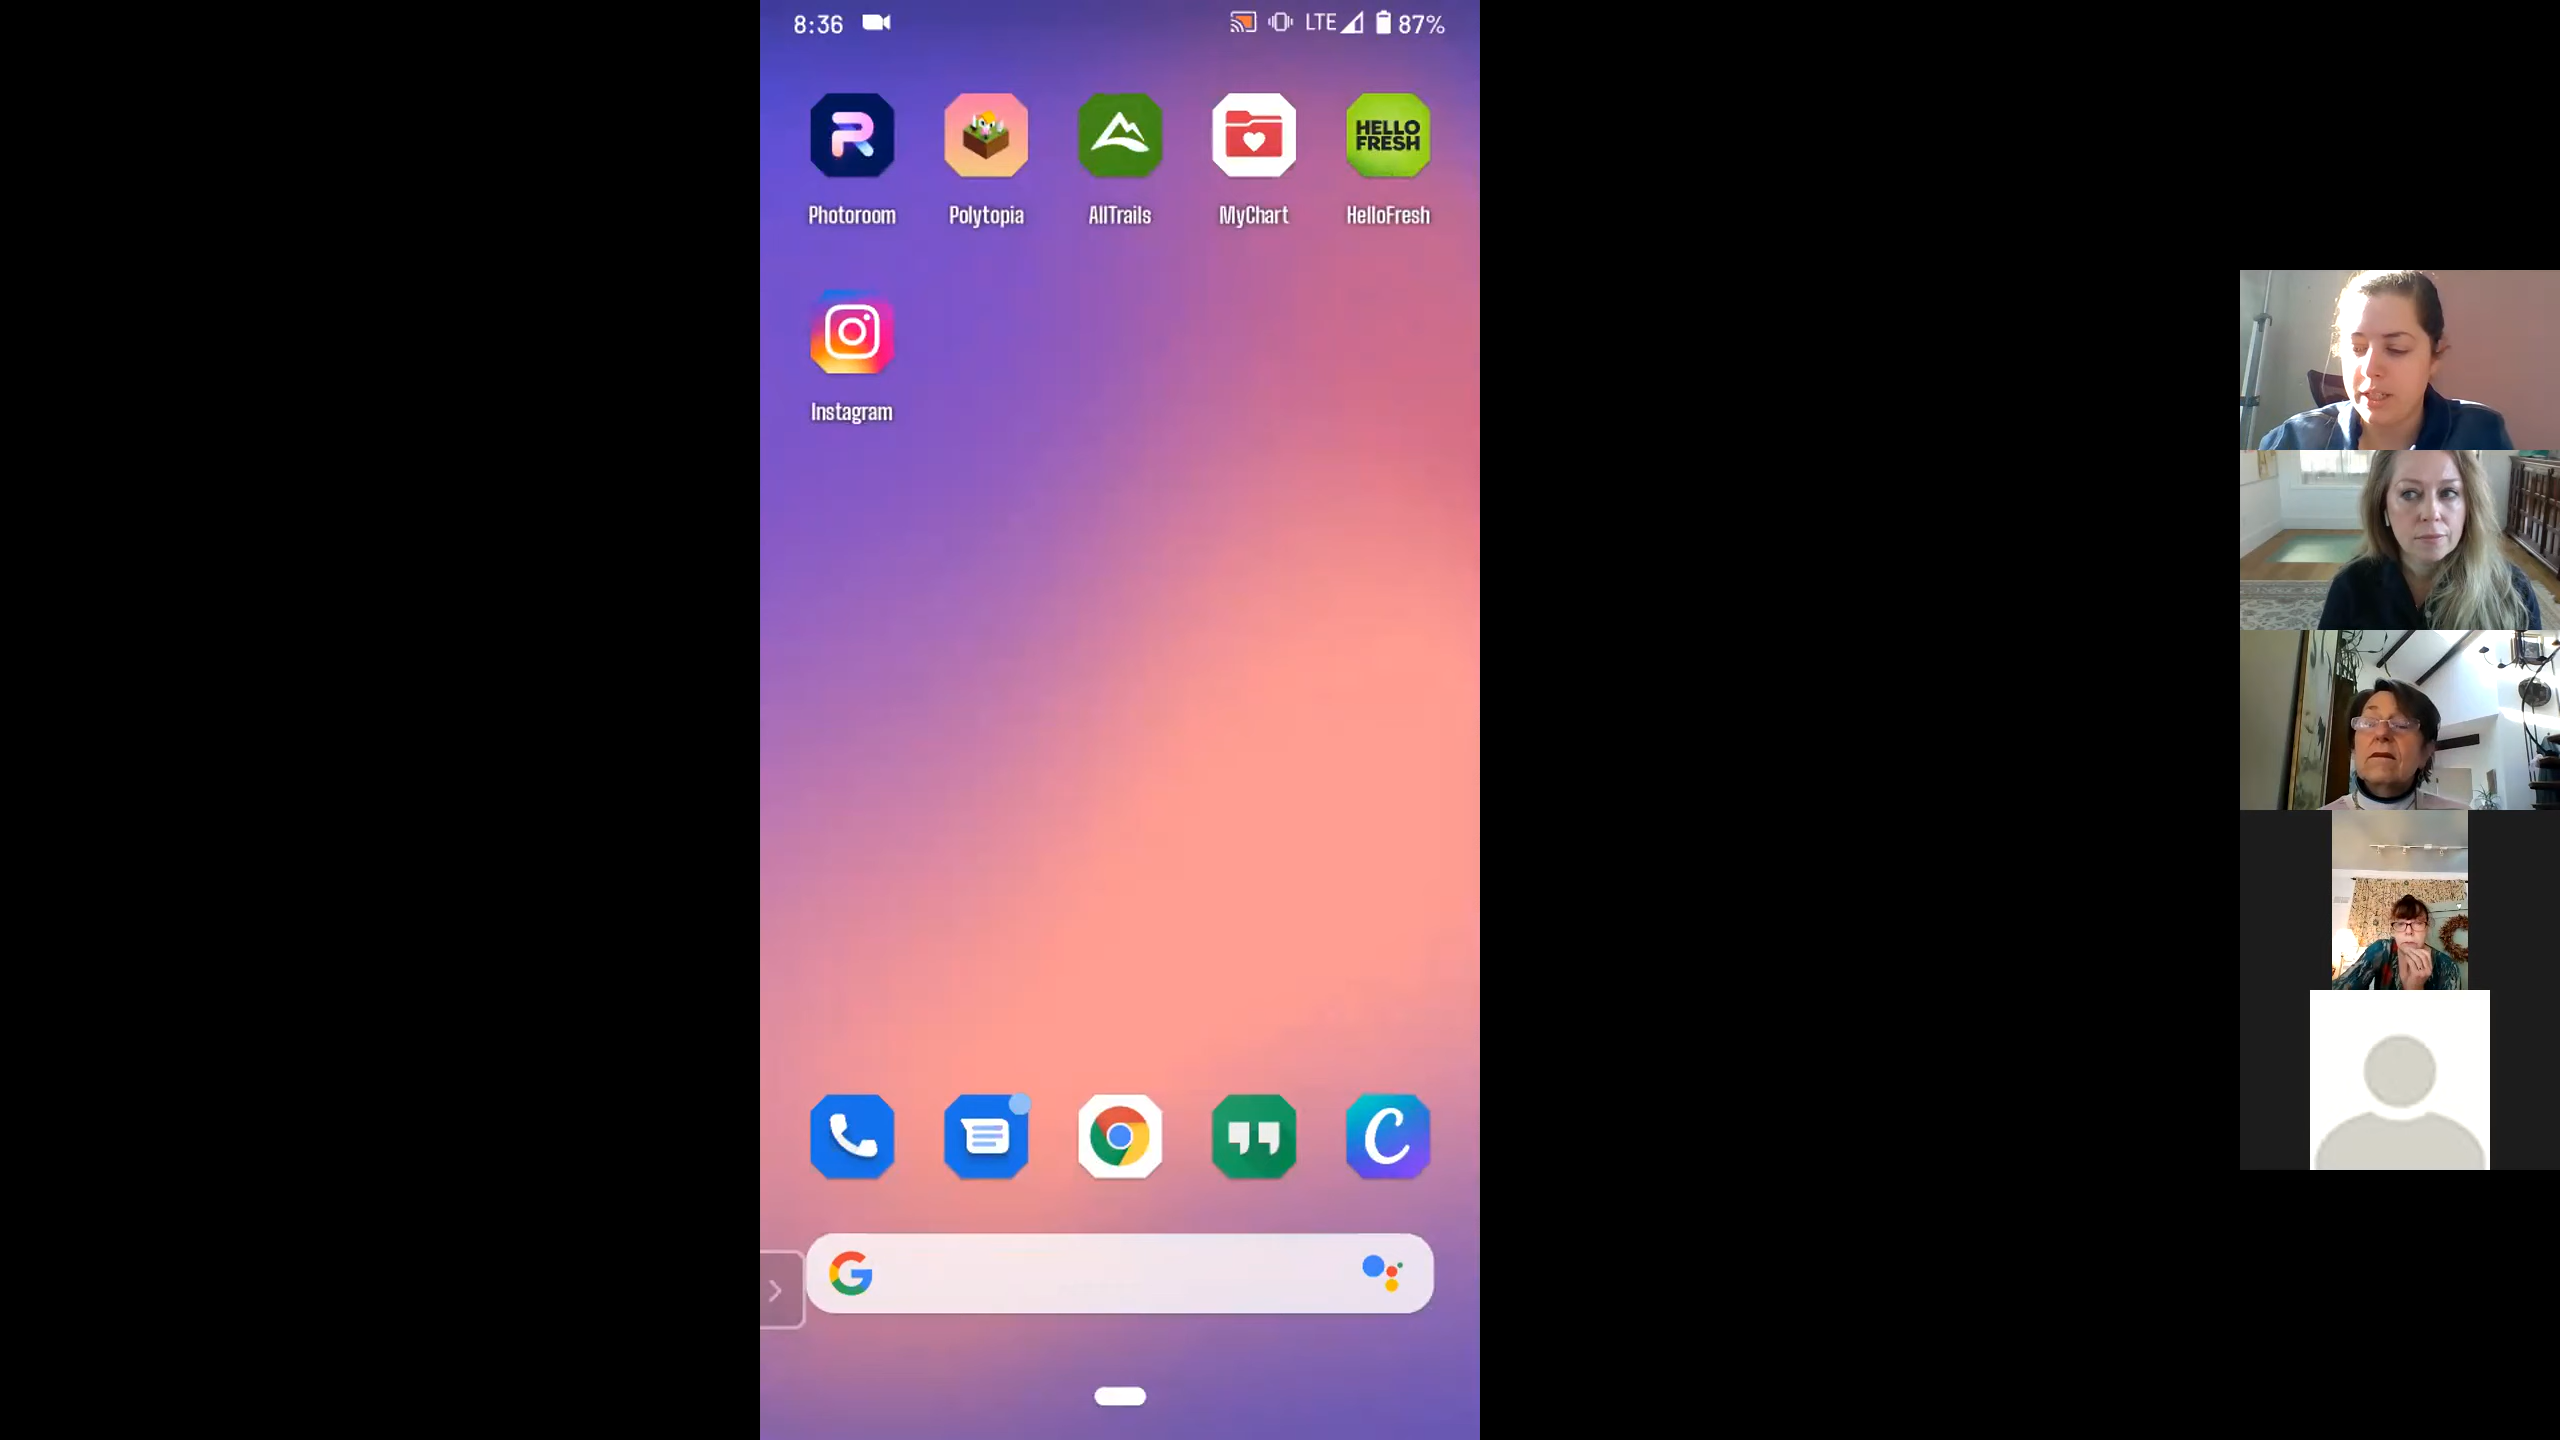 8:36 LTE 87%
HELLO
FRESH
Photoroom Polytopia AllTrails MyChart HelloFresh
Instagram